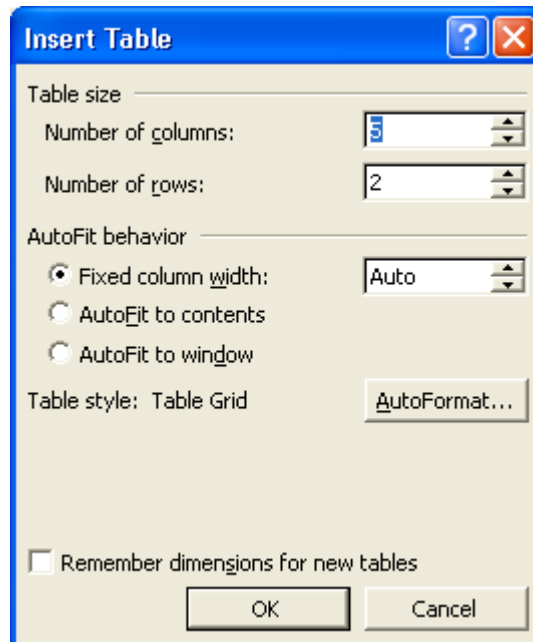 Insert Table
Table size
Number of columns: 5
Number of rows: 2
AutoFit behavior
Fixed column width: Auto
AutoFit to contents
AutoFit to window
Table style: Table Grid AutoFormat...
Remember dimensions for new tables
OK Cancel